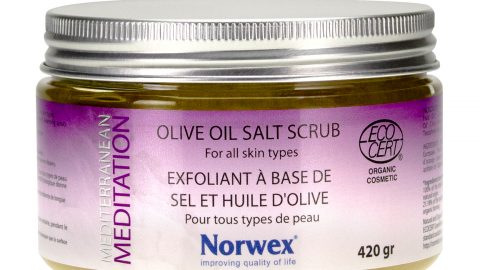 MEDITERRANEAN
MEDITATION
OLIVE OIL SALT SCRUB
For all skin types
EXFOLIANT À BASE DE
SEL ET HUILE D'OLIVE
Pour tous types de peau
Norwex®
improving quality of life
ECO
CERT®
ORGANIC
COSMETIC
420 gr